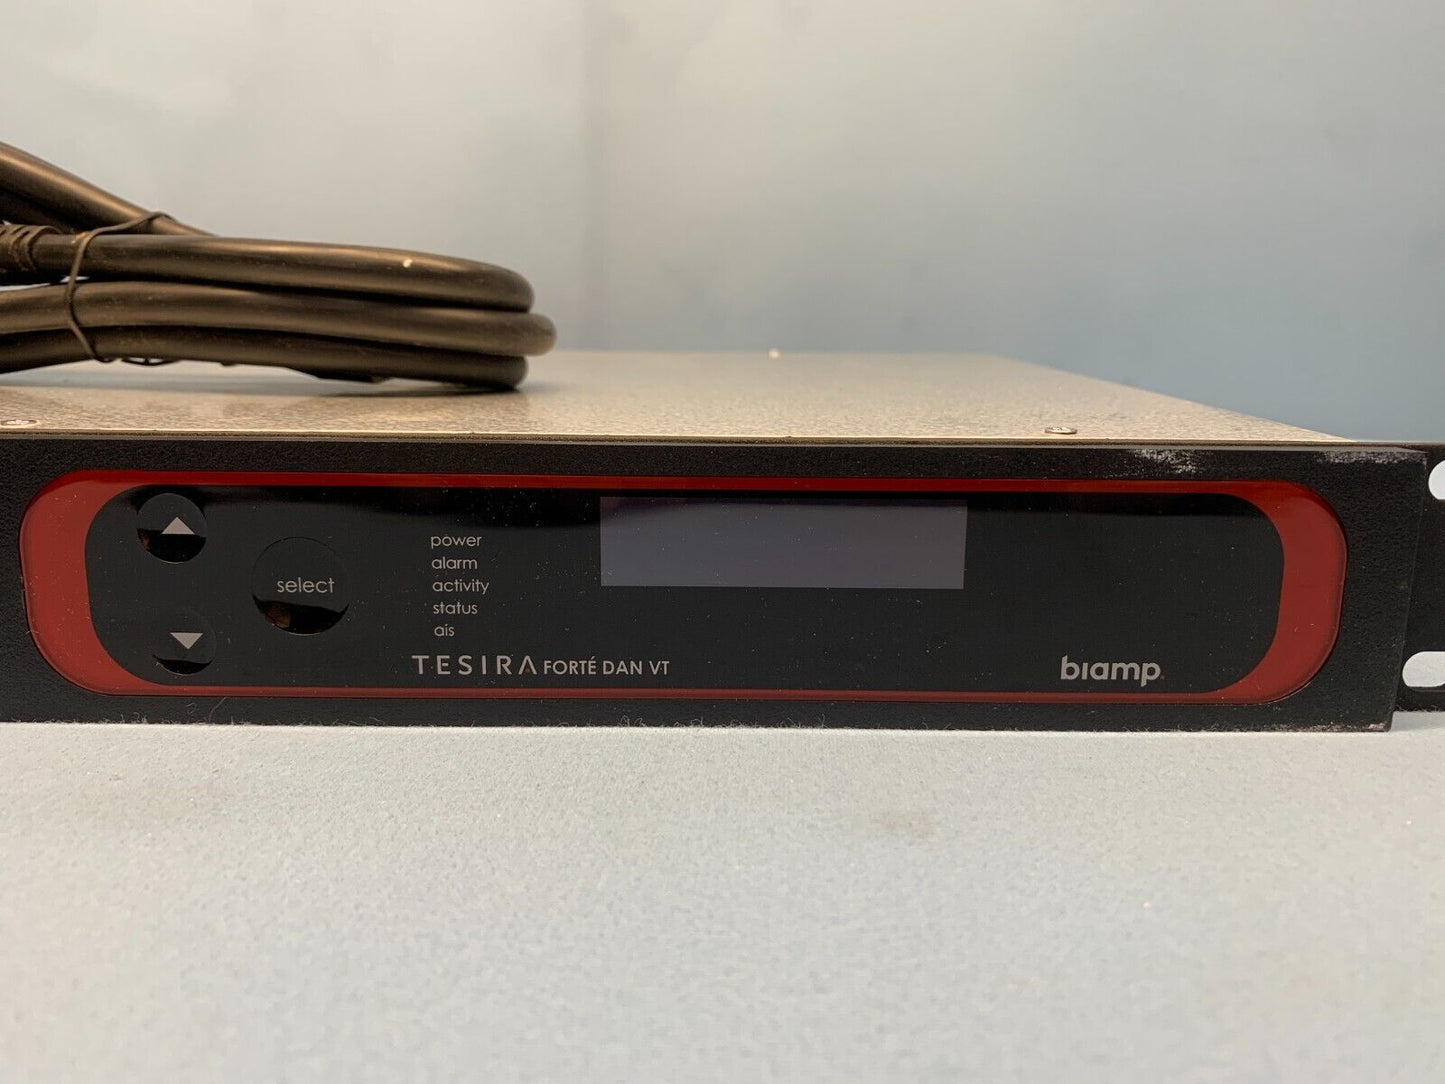 select
power
alarm
activity
status
ais
TESIRA FORTÉ DAN VT
biamp.